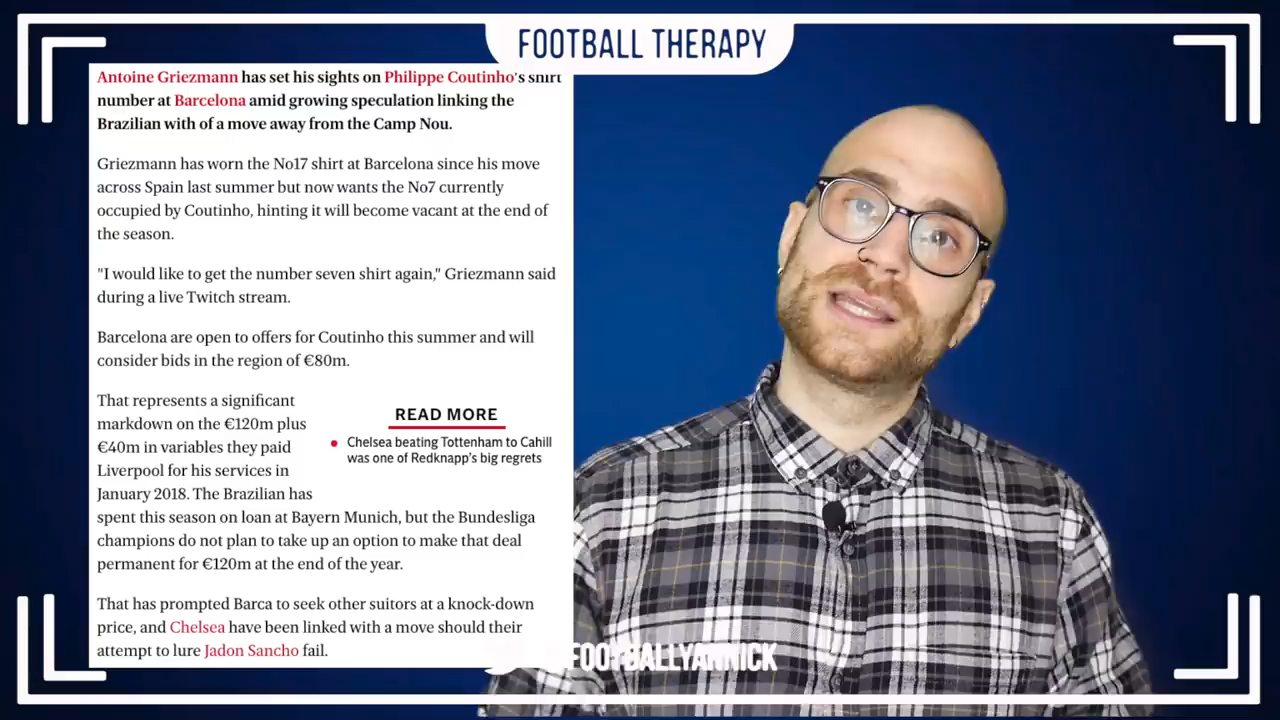 FOOTBALL THERAPY
Antoine Griezmann has set his sights on Philippe Coutinho's shirt
number at Barcelona amid growing speculation linking the
Brazilian with of a move away from the Camp Nou.
Griezmann has worn the No17 shirt at Barcelona since his move
across Spain last summer but now wants the No7 currently
occupied by Coutinho, hinting it will become vacant at the end of
the season.
"I would like to get the number seven shirt again," Griezmann said
during a live Twitch stream.
Barcelona are open to offers for Coutinho this summer and will
consider bids in the region of €80m.
That represents a significant
markdown on the €120m plus
€40m in variables they paid
Liverpool for his services in
January 2018. The Brazilian has
spent this season on loan at Bayern Munich, but the Bundesliga
champions do not plan to take up an option to make that deal
permanent for €120m at the end of the year.
READ MORE
Chelsea beating Tottenham to Cahill
was one of Redknapp's big regrets
That has prompted Barca to seek other suitors at a knock-down
price, and Chelsea have been linked with a move should their
attempt to lure Jadon Sancho fail.
FOOTBALLYANNICK